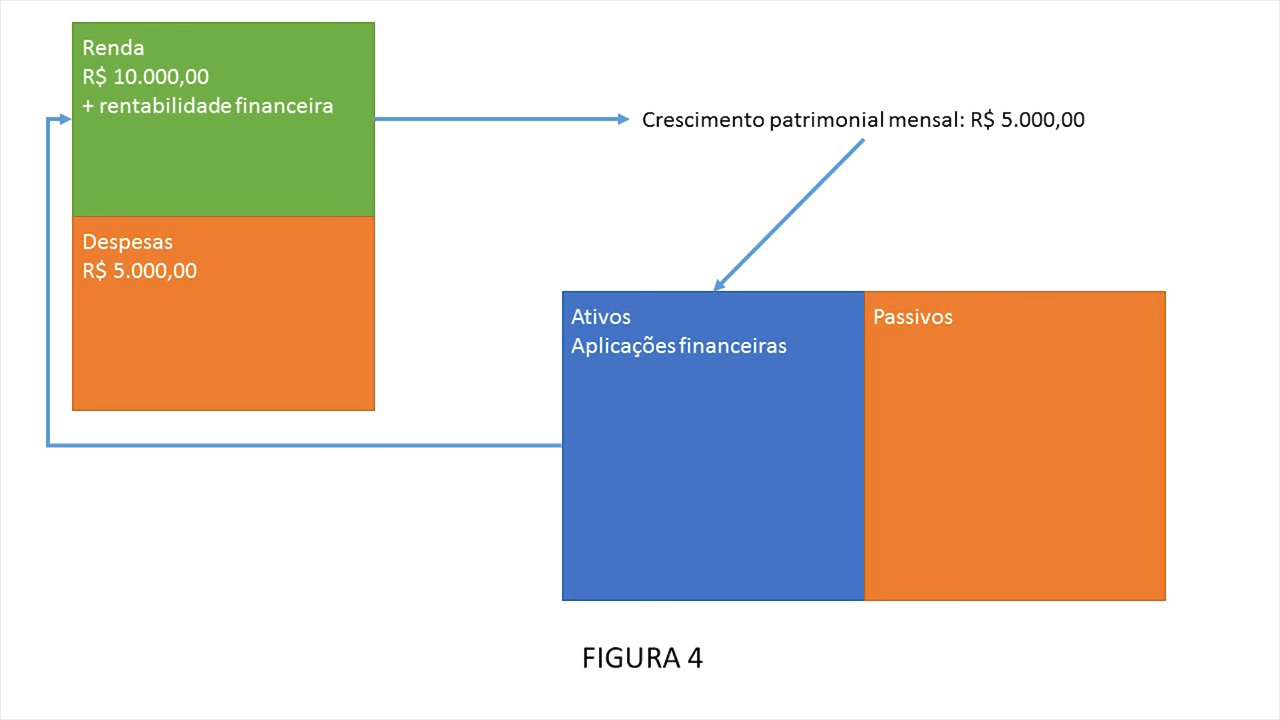 Renda
R$ 10.000,00
+ rentabilidade financeira
Crescimento patrimonial mensal: R$ 5.000,00
Despesas
R$ 5.000,00
Ativos
Aplicações financeiras
Passivos
FIGURA 4